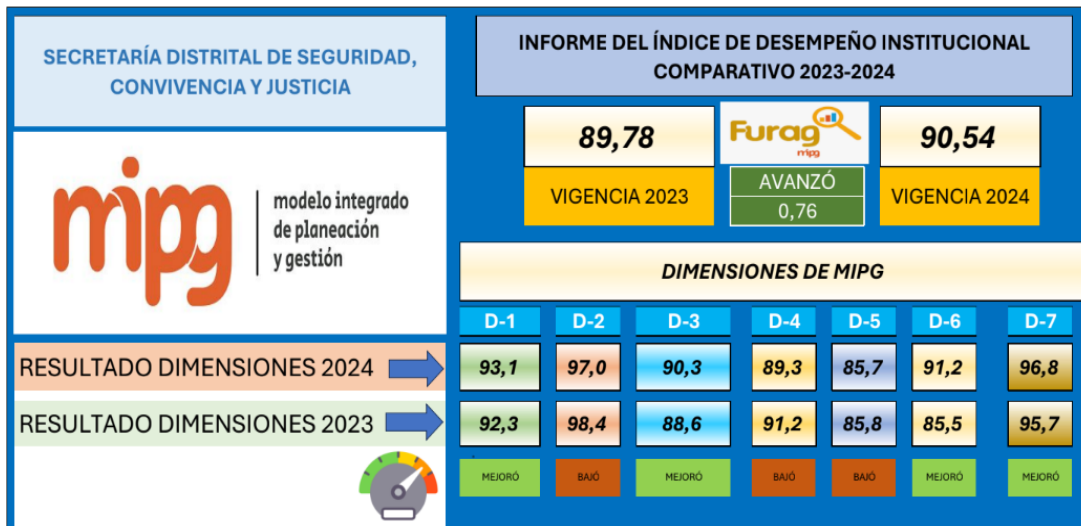 SECRETARÍA DISTRITAL DE SEGURIDAD,
CONVIVENCIA Y JUSTICIA
INFORME DEL ÍNDICE DE DESEMPEÑO INSTITUCIONAL
COMPARATIVO 2023-2024
89,78
Furag
mipg
90,54
VIGENCIA 2023
AVANZÓ
0,76
VIGENCIA 2024
mipg
modelo integrado
de planeación
y gestión
DIMENSIONES DE MIPG
D-1 D-2 D-3 D-4 D-5 D-6 D-7
RESULTADO DIMENSIONES 2024 93,1 97,0 90,3 89,3 85,7 91,2 96,8
RESULTADO DIMENSIONES 2023 92,3 98,4 88,6 91,2 85,8 85,5 95,7
MEJORÓ BAJÓ MEJORÓ BAJÓ BAJÓ MEJORÓ MEJORÓ